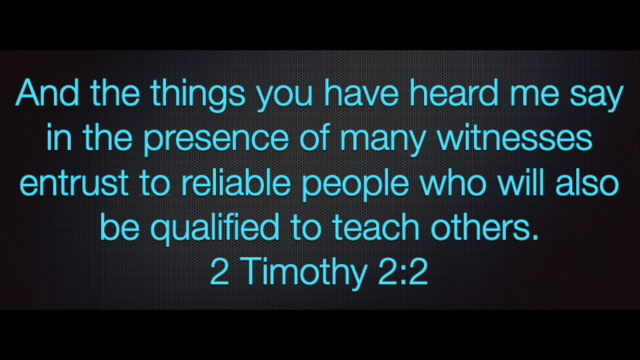 And the things you have heard me say
in the presence of many witnesses
entrust to reliable people who will also
be qualified to teach others.
2 Timothy 2:2